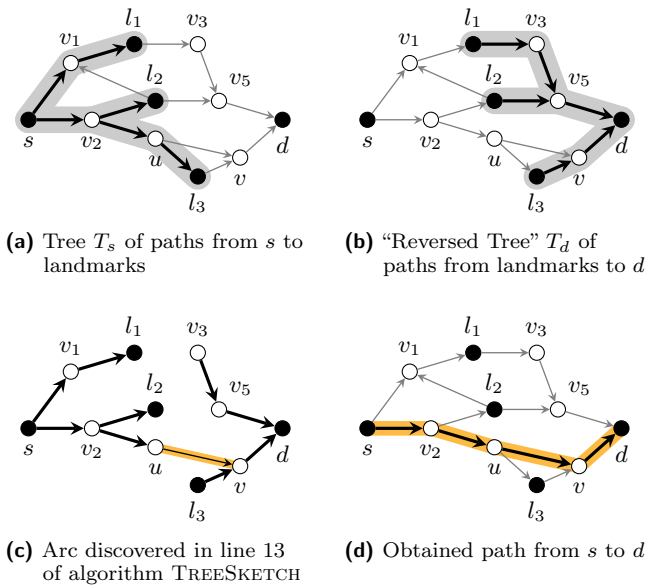 l₁ v₃
v₁
l₂
v₅
s v₂ u d
v
l₃
(a) Tree Tₛ of paths from s to
landmarks
l₁ v₃
v₁
l₂
v₅
s v₂ u d
v
l₃
(b) “Reversed Tree” T_d of
paths from landmarks to d
l₁ v₃
v₁
l₂
v₅
s v₂ u d
v
l₃
(c) Arc discovered in line 13
of algorithm TREESKETCH
l₁ v₃
v₁
l₂
v₅
s v₂ u d
v
l₃
(d) Obtained path from s to d